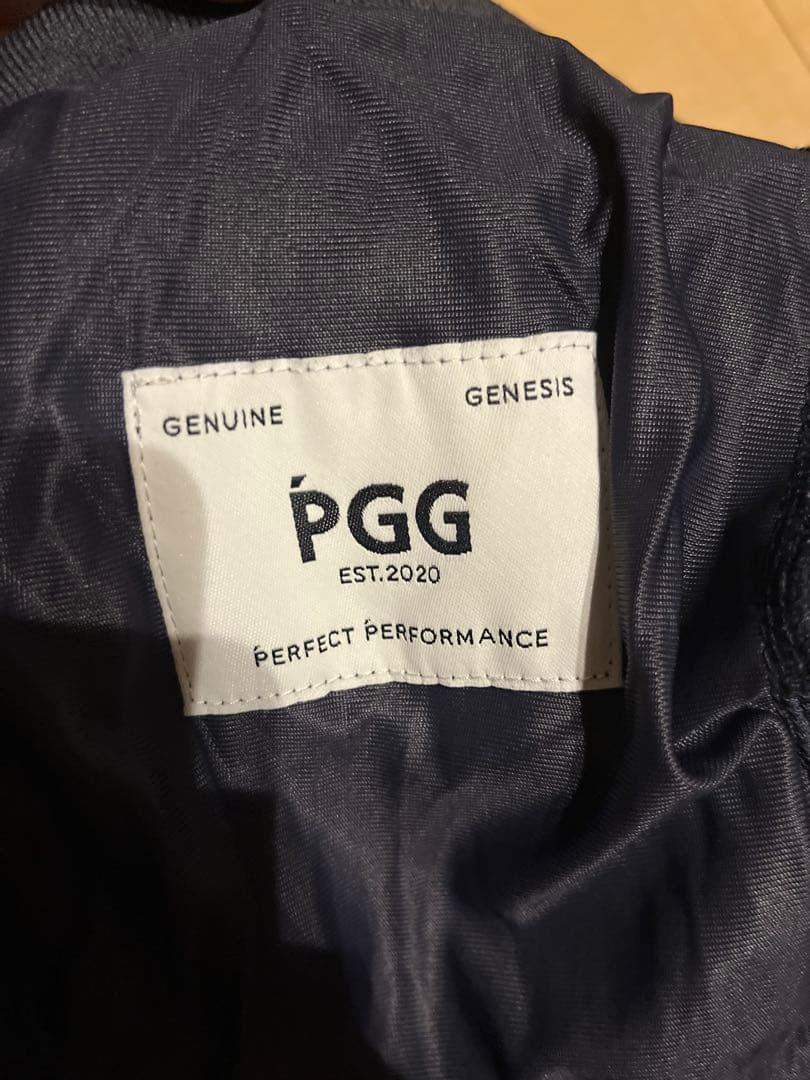 GENUINE GENESIS
ṔGG
EST.2020
ṔERFECT ṔERFORMANCE